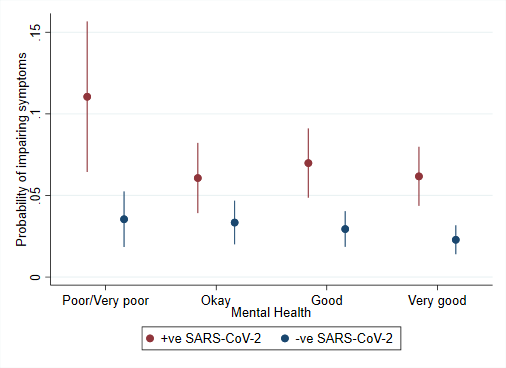 Probability of impairing symptoms
.15
.1
.05
0
Poor/Very poor Okay Good Very good
Mental Health
+ve SARS-CoV-2 -ve SARS-CoV-2